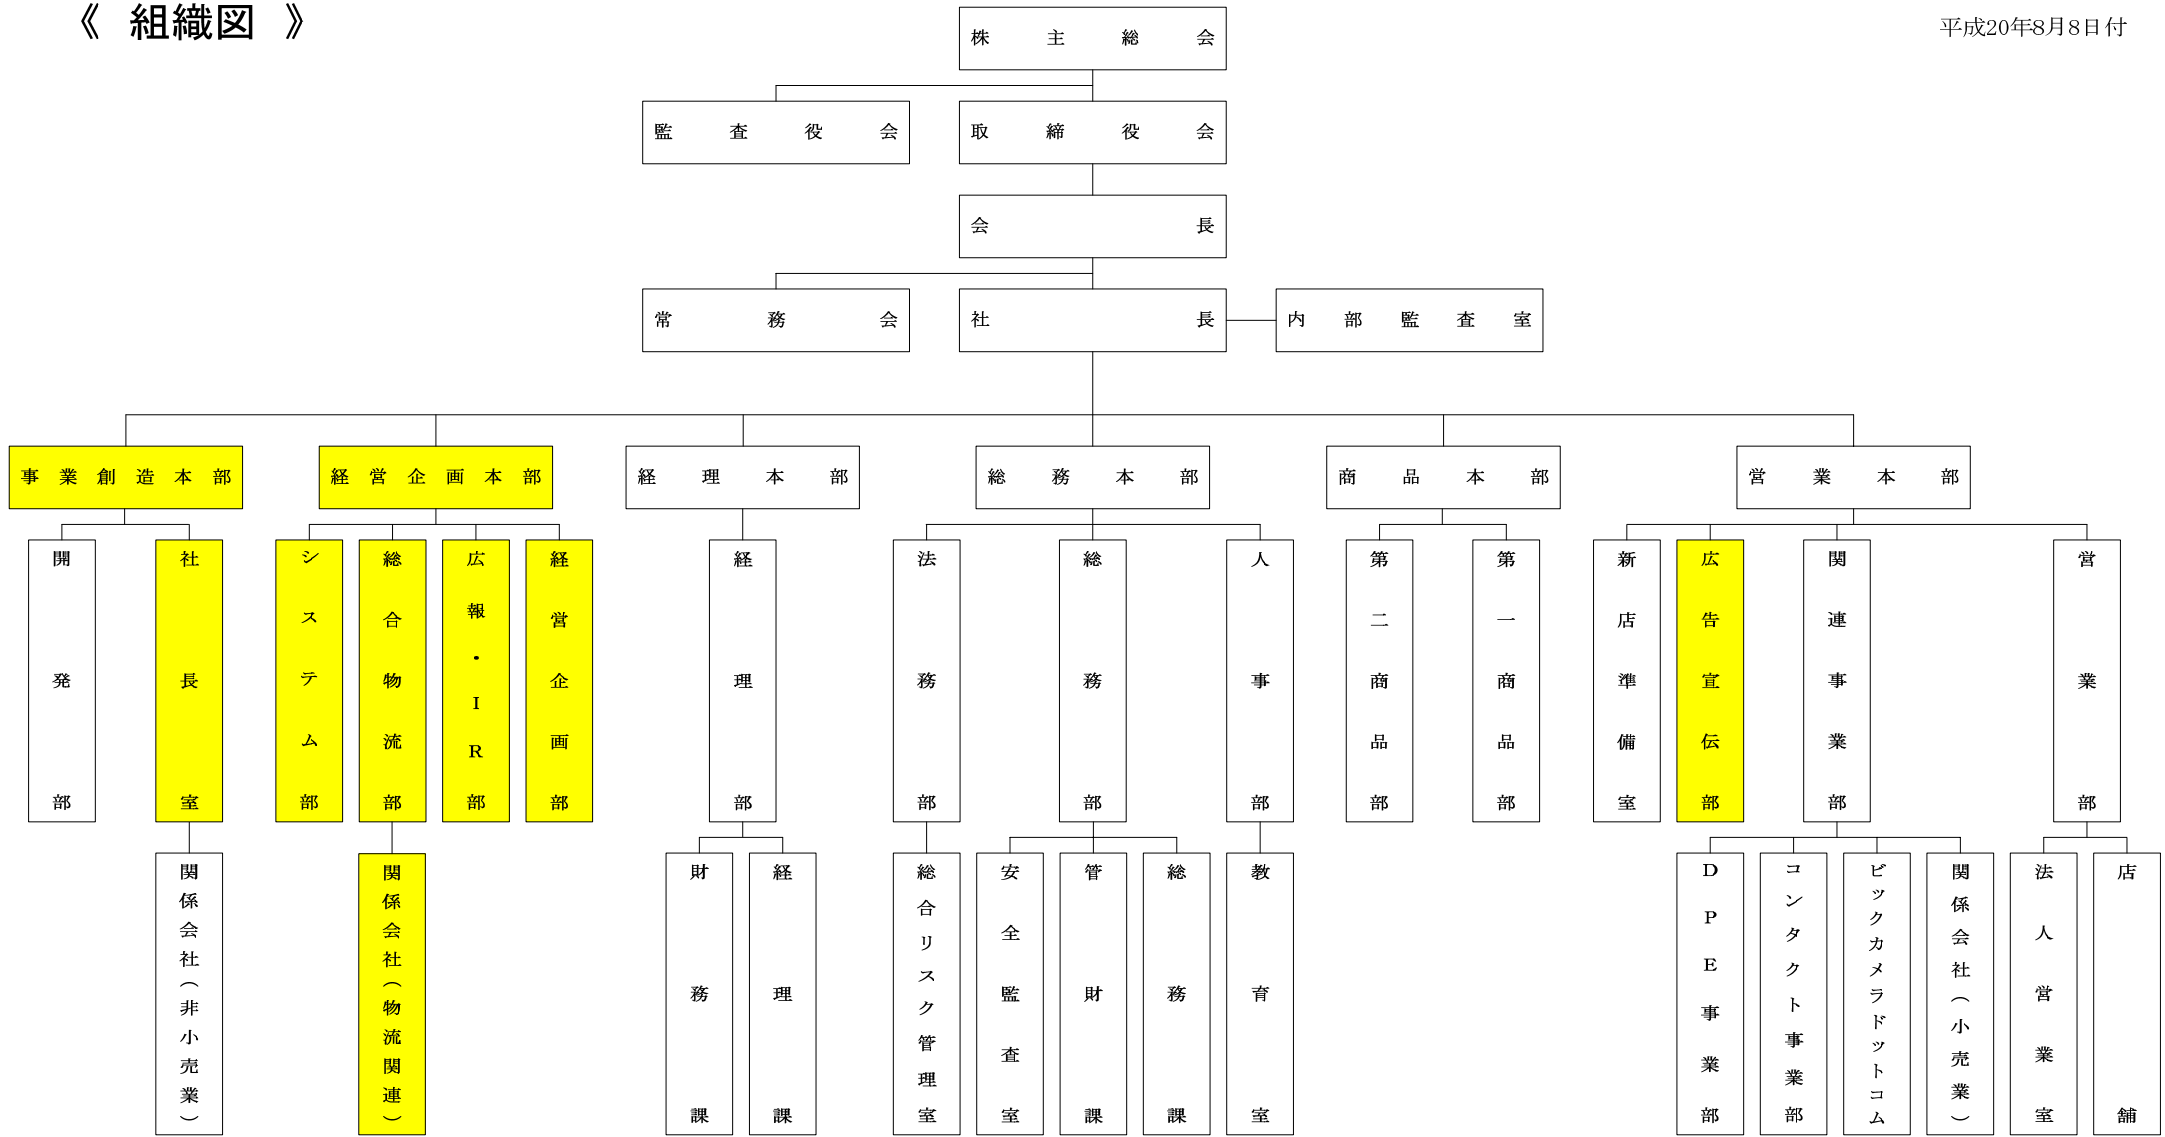 《 組織図 》
平成20年8月8日付
株主総会
監査役会
取締役会
会長
常務会
社長
内部監査室
事業創造本部
経営企画本部
経理本部
総務本部
商品本部
営業本部
開発部
社長室
システム部
総合物流部
広報・IR部
経営企画部
経理部
法務部
総務部
人事部
第二商品部
第一商品部
新店準備室
広告宣伝部
関連事業部
営業部
関係会社(非小売業)
関係会社(物流関連)
財務課
経理課
総合リスク管理室
安全監査室
管財課
総務課
教育室
DPE事業部
コンタクト事業部
ビックカメラドットコム
関係会社(小売業)
法人営業室
店舗